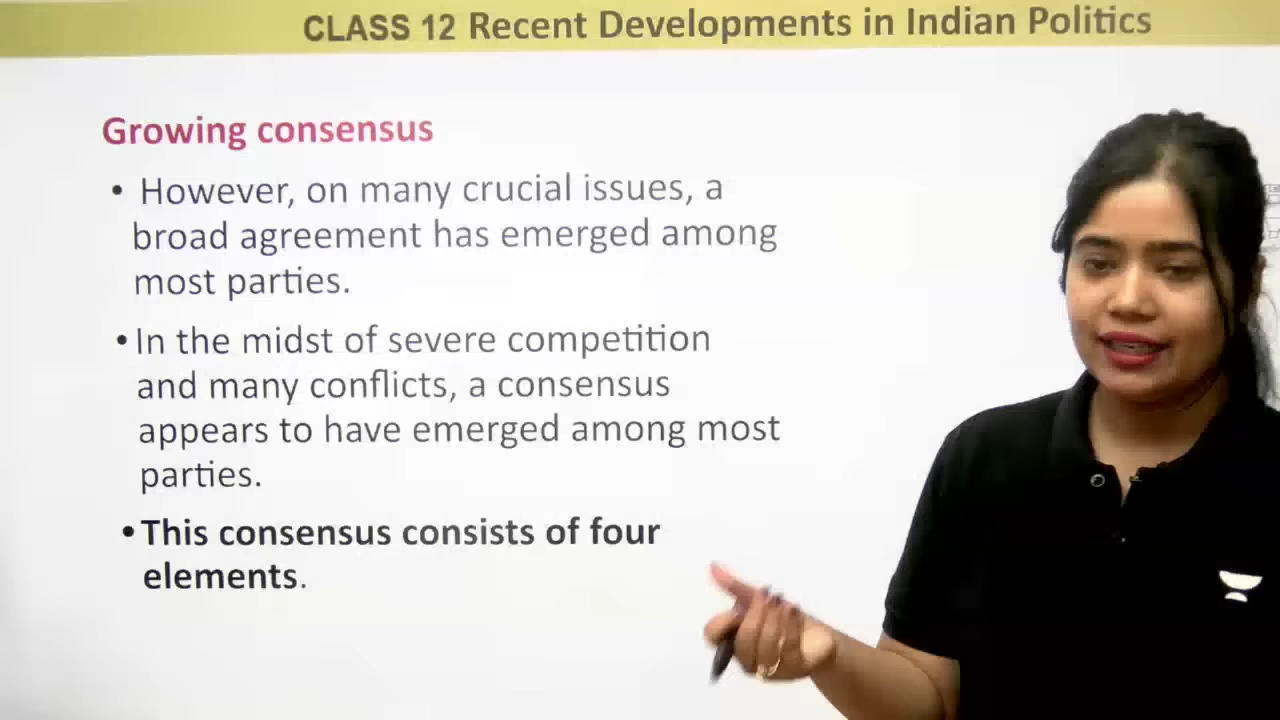 CLASS 12 Recent Developments in Indian Politics
Growing consensus
• However, on many crucial issues, a
broad agreement has emerged among
most parties.
• In the midst of severe competition
and many conflicts, a consensus
appears to have emerged among most
parties.
• This consensus consists of four
elements.